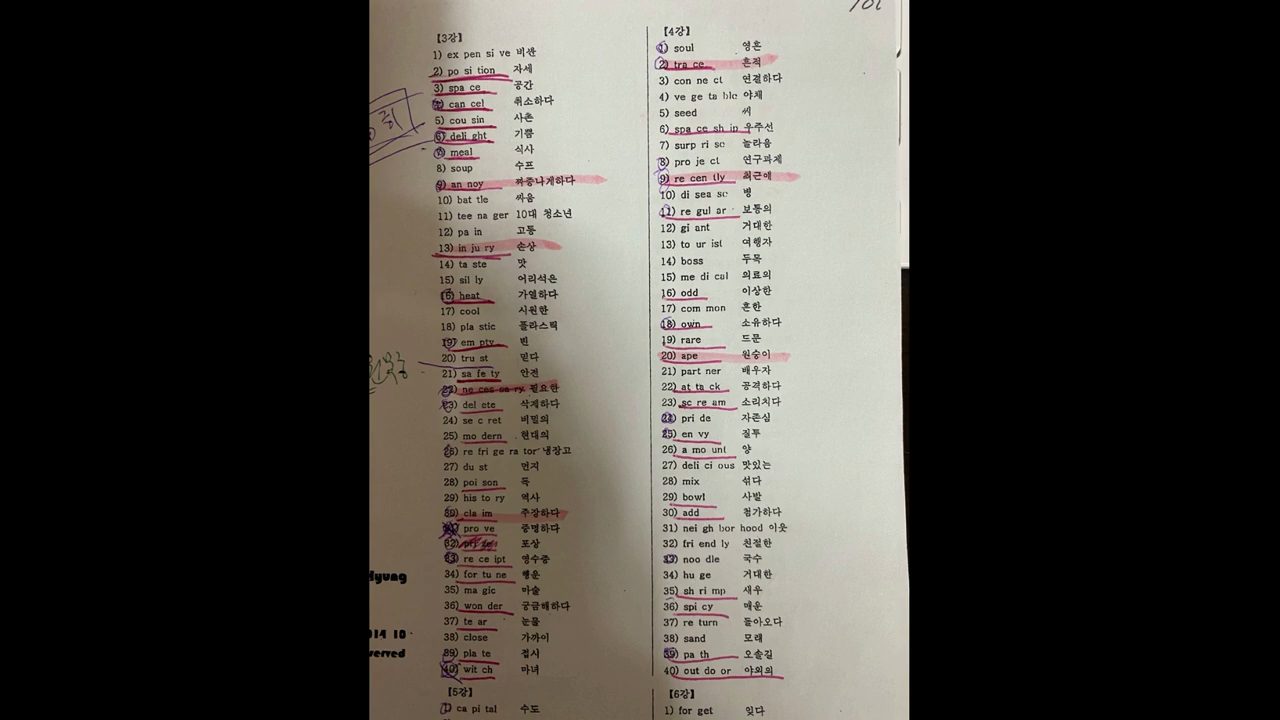 【3강】
1) ex pen si ve 비싼
2) po si tion 자세
3) spa ce 공간
4) can cel 취소하다
5) cou sin 사촌
6) deli ght 기쁨
7) meal 식사
8) soup 수프
9) an noy 짜증나게하다
10) bat tle 싸움
11) tee na ger 10대 청소년
12) pa in 고통
13) in ju ry 손상
14) ta ste 맛
15) sil ly 어리석은
16) heat 가열하다
17) cool 시원한
18) pla stic 플라스틱
19) em pty 빈
20) tru st 믿다
21) sa fe ty 안전
22) ne ces sa ry 필요한
23) del ete 삭제하다
24) se c ret 비밀의
25) mo dern 현대의
26) re fri ge ra tor 냉장고
27) du st 먼지
28) poi son 독
29) his to ry 역사
30) cla im 주장하다
31) pro ve 증명하다
32) pri ze 포상
33) re ce ipt 영수증
34) for tu ne 행운
35) ma gic 마술
36) won der 궁금해하다
37) te ar 눈물
38) close 가까이
39) pla te 접시
40) wit ch 마녀
【5강】
1) ca pi tal 수도
【4강】
1) soul 영혼
2) tra ce 흔적
3) con ne ct 연결하다
4) ve ge ta ble 야채
5) seed 씨
6) spa ce sh ip 우주선
7) surp ri se 놀라움
8) pro je ct 연구과제
9) re cen tly 최근에
10) di sea se 병
11) re gul ar 보통의
12) gi ant 거대한
13) to ur ist 여행자
14) boss 두목
15) me di cal 의료의
16) odd 이상한
17) com mon 흔한
18) own 소유하다
19) rare 드문
20) ape 원숭이
21) part ner 배우자
22) at ta ck 공격하다
23) sc re am 소리치다
24) pri de 자존심
25) en vy 질투
26) a mo unt 양
27) deli ci ous 맛있는
28) mix 섞다
29) bowl 사발
30) add 첨가하다
31) nei gh bor hood 이웃
32) fri end ly 친절한
33) noo dle 국수
34) hu ge 거대한
35) sh ri mp 새우
36) spi cy 매운
37) re turn 돌아오다
38) sand 모래
39) pa th 오솔길
40) out do or 야외의
【6강】
1) for get 잊다
Hyung
014 10
served